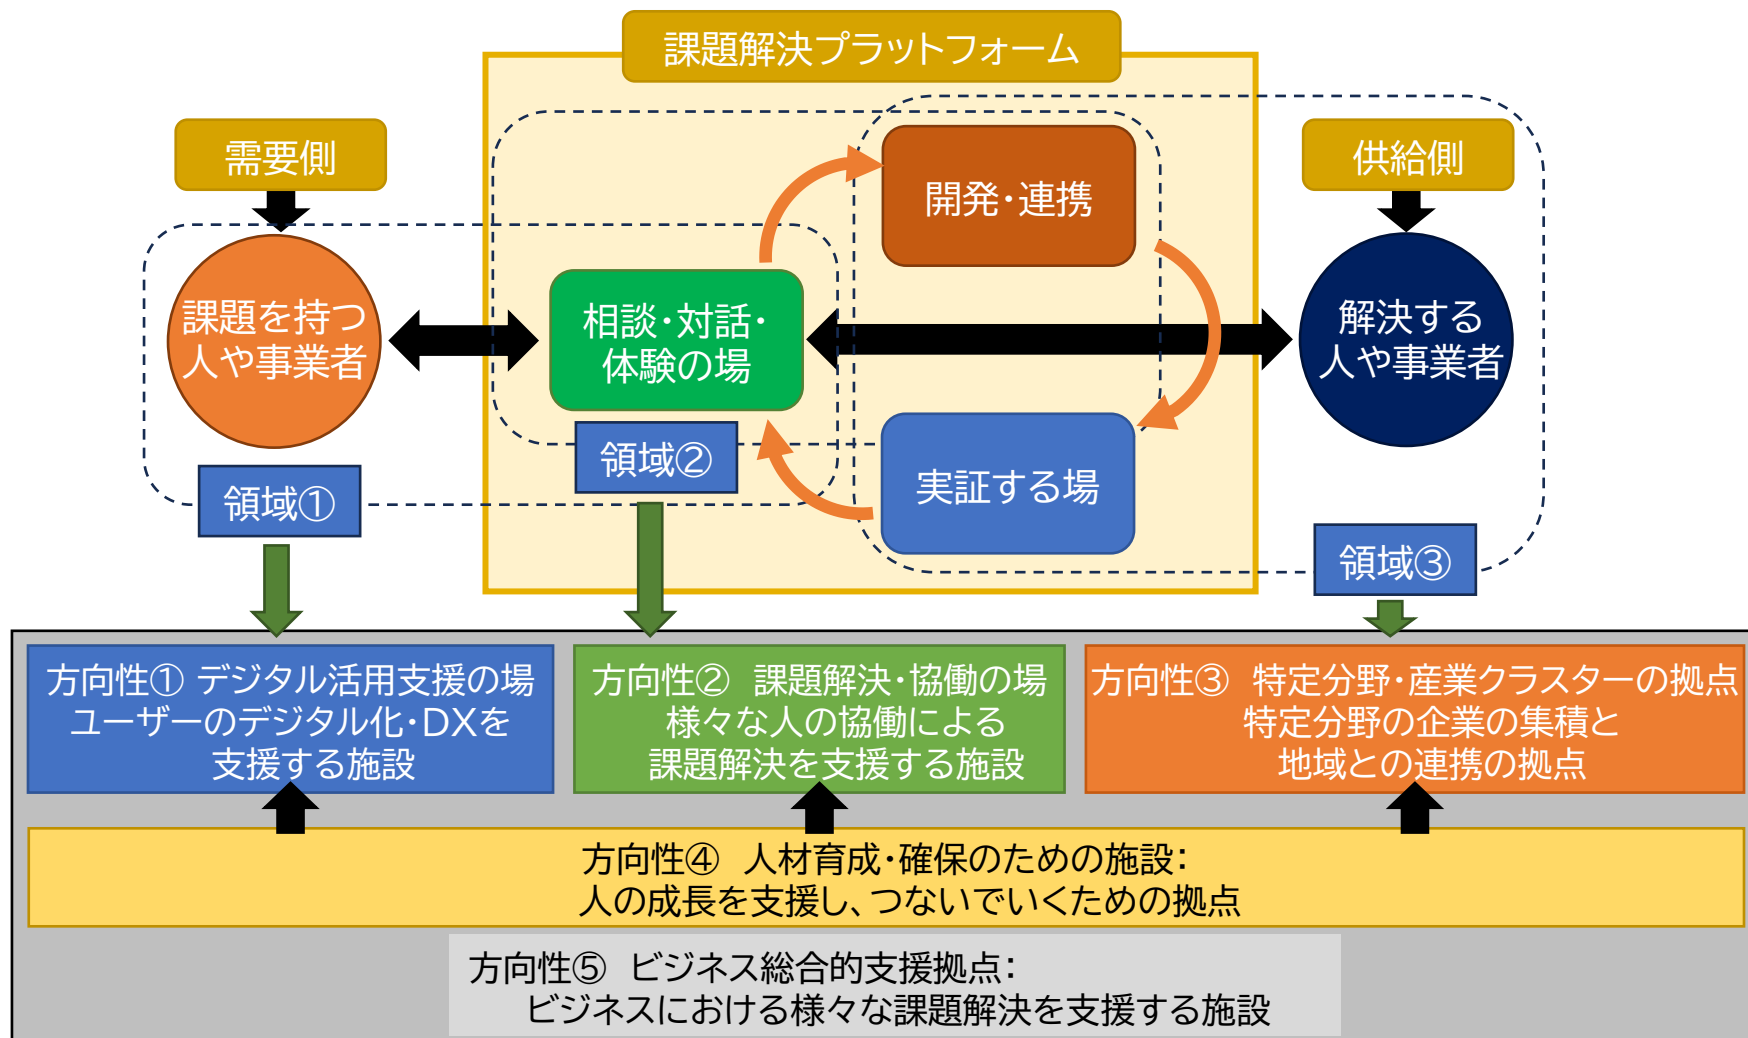 課題解決プラットフォーム
需要側
供給側
課題を持つ
人や事業者
相談・対話・
体験の場
開発・連携
実証する場
解決する
人や事業者
領域①
領域②
領域③
方向性① デジタル活用支援の場
ユーザーのデジタル化・DXを
支援する施設
方向性②　課題解決・協働の場
様々な人の協働による
課題解決を支援する施設
方向性③　特定分野・産業クラスターの拠点
特定分野の企業の集積と
地域との連携の拠点
方向性④　人材育成・確保のための施設：
人の成長を支援し、つないでいくための拠点
方向性⑤　ビジネス総合的支援拠点：
ビジネスにおける様々な課題解決を支援する施設